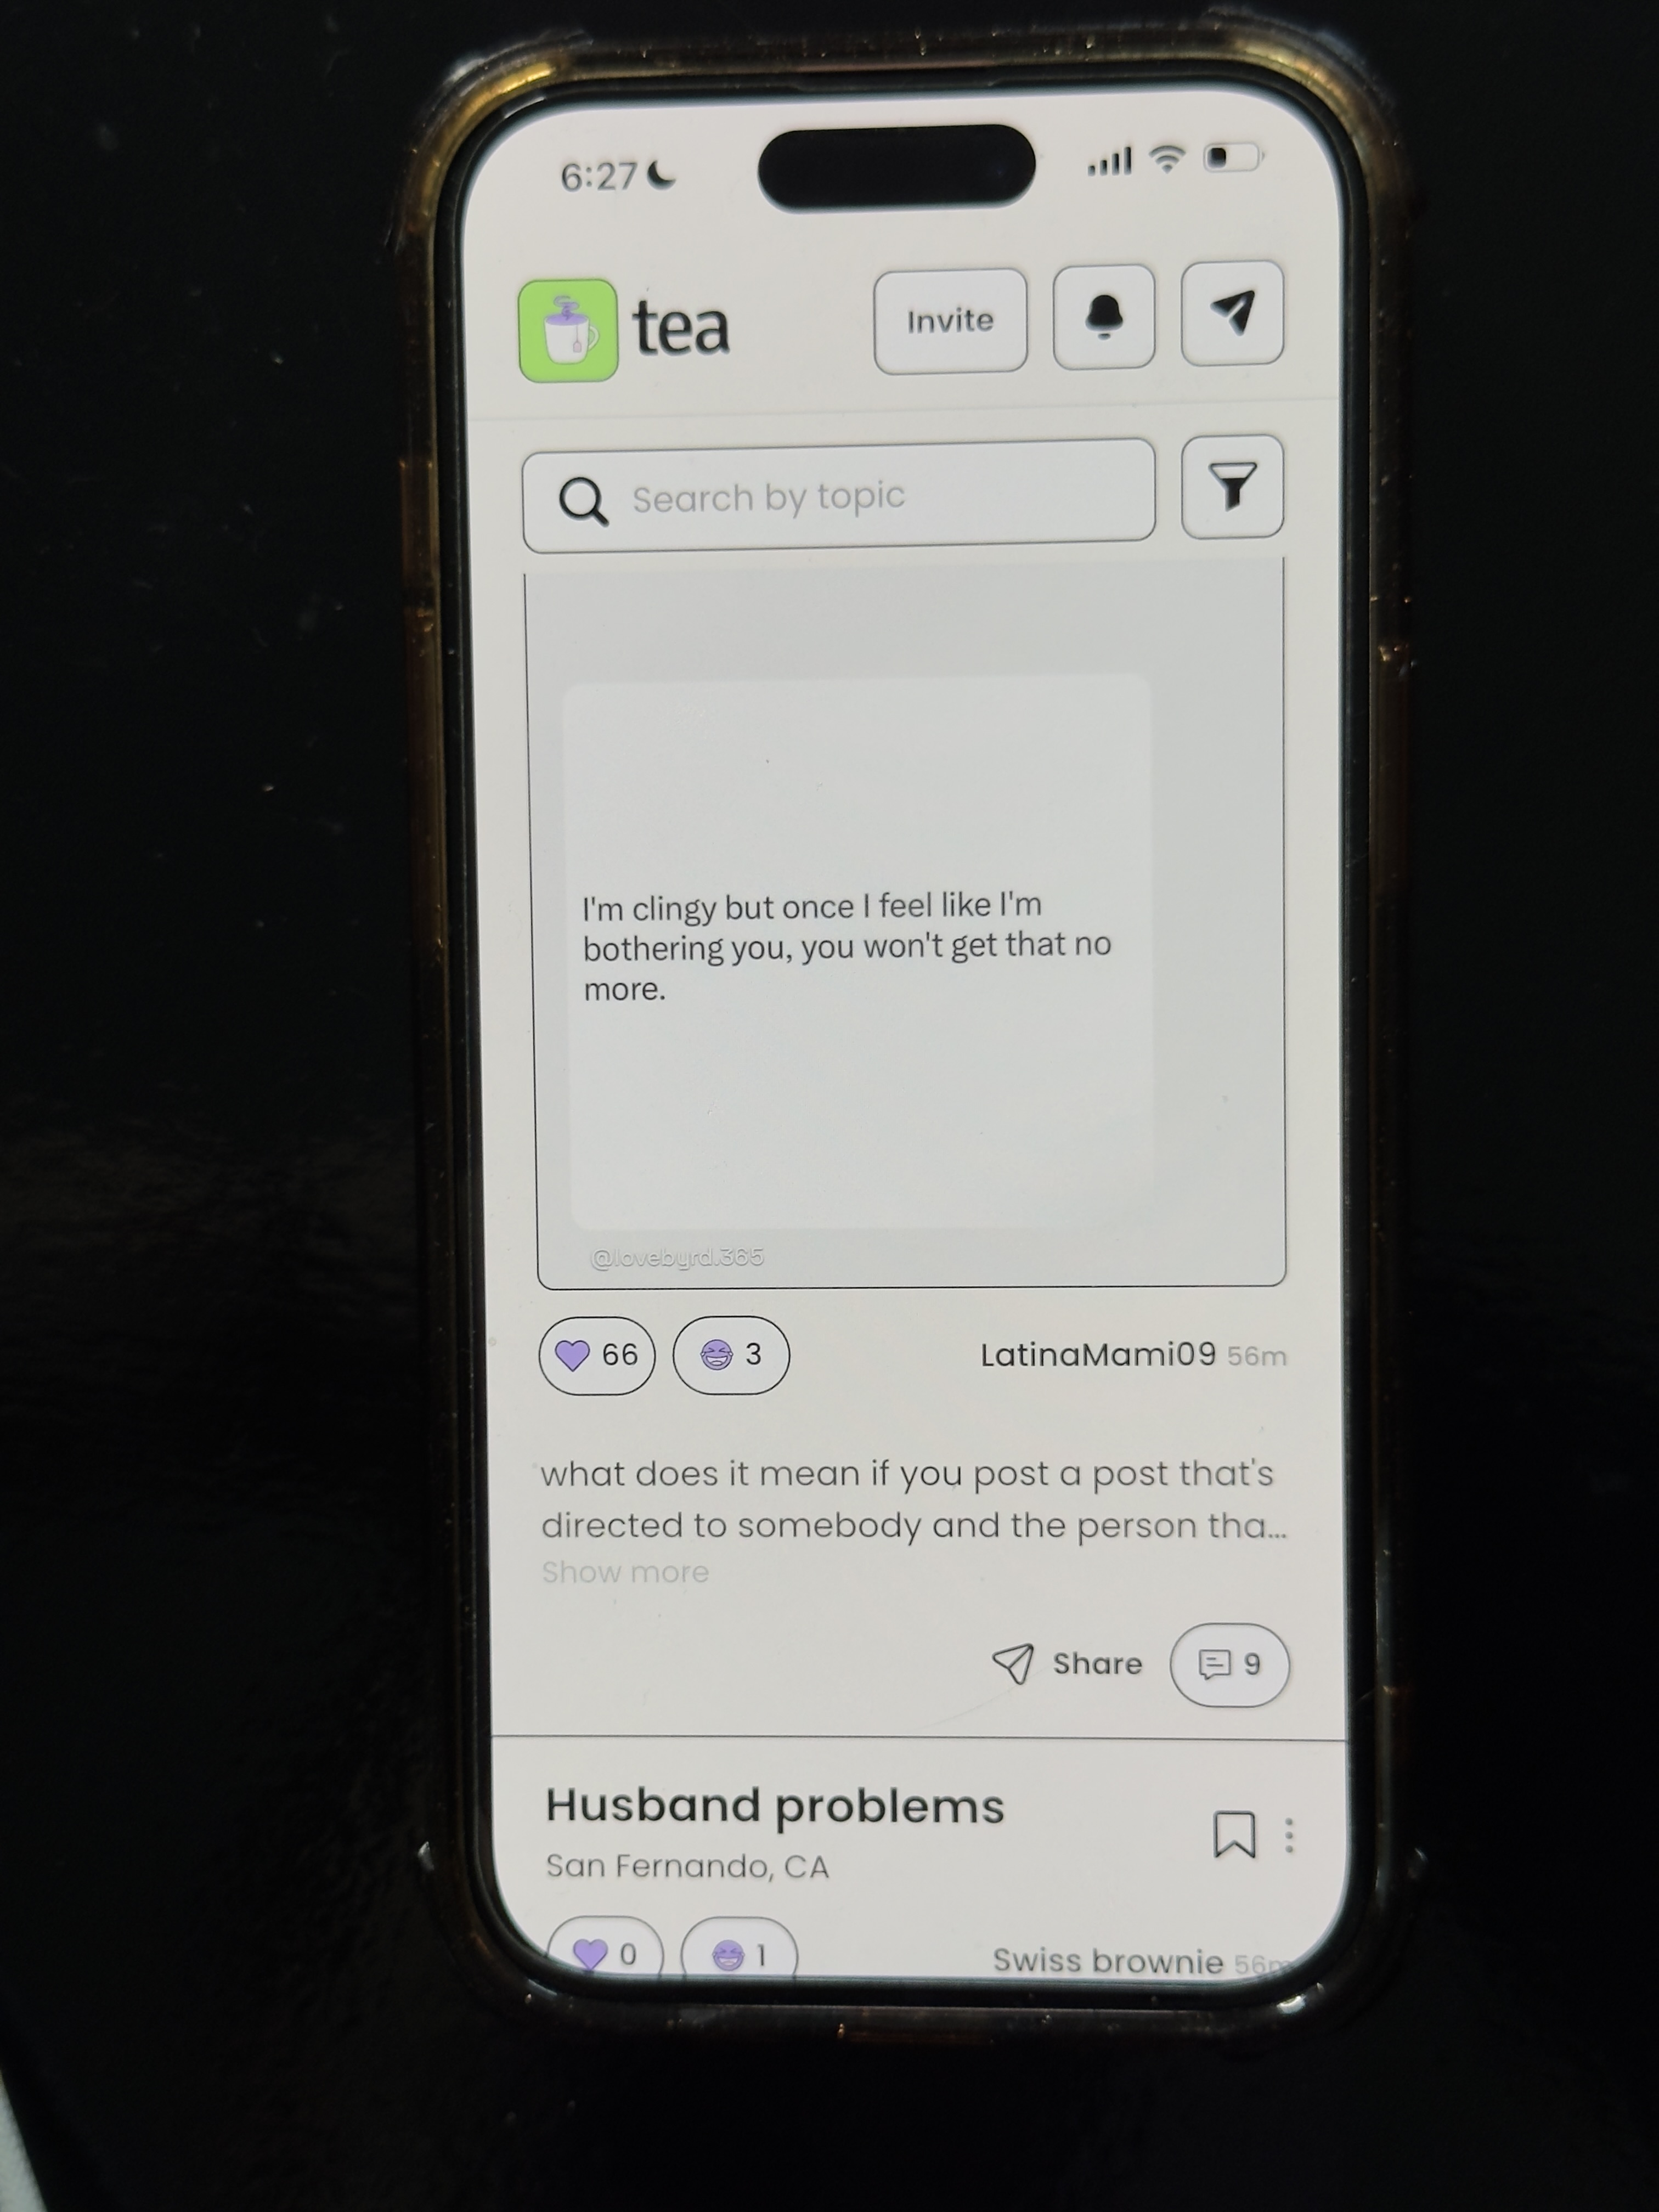 6:27
tea
Invite
Search by topic
I'm clingy but once I feel like I'm
bothering you, you won't get that no
more.
@lovebyrd.365
66
3
LatinaMami09 56m
what does it mean if you post a post that's
directed to somebody and the person tha...
Show more
Share
9
Husband problems
San Fernando, CA
0
1
Swiss brownie 56m